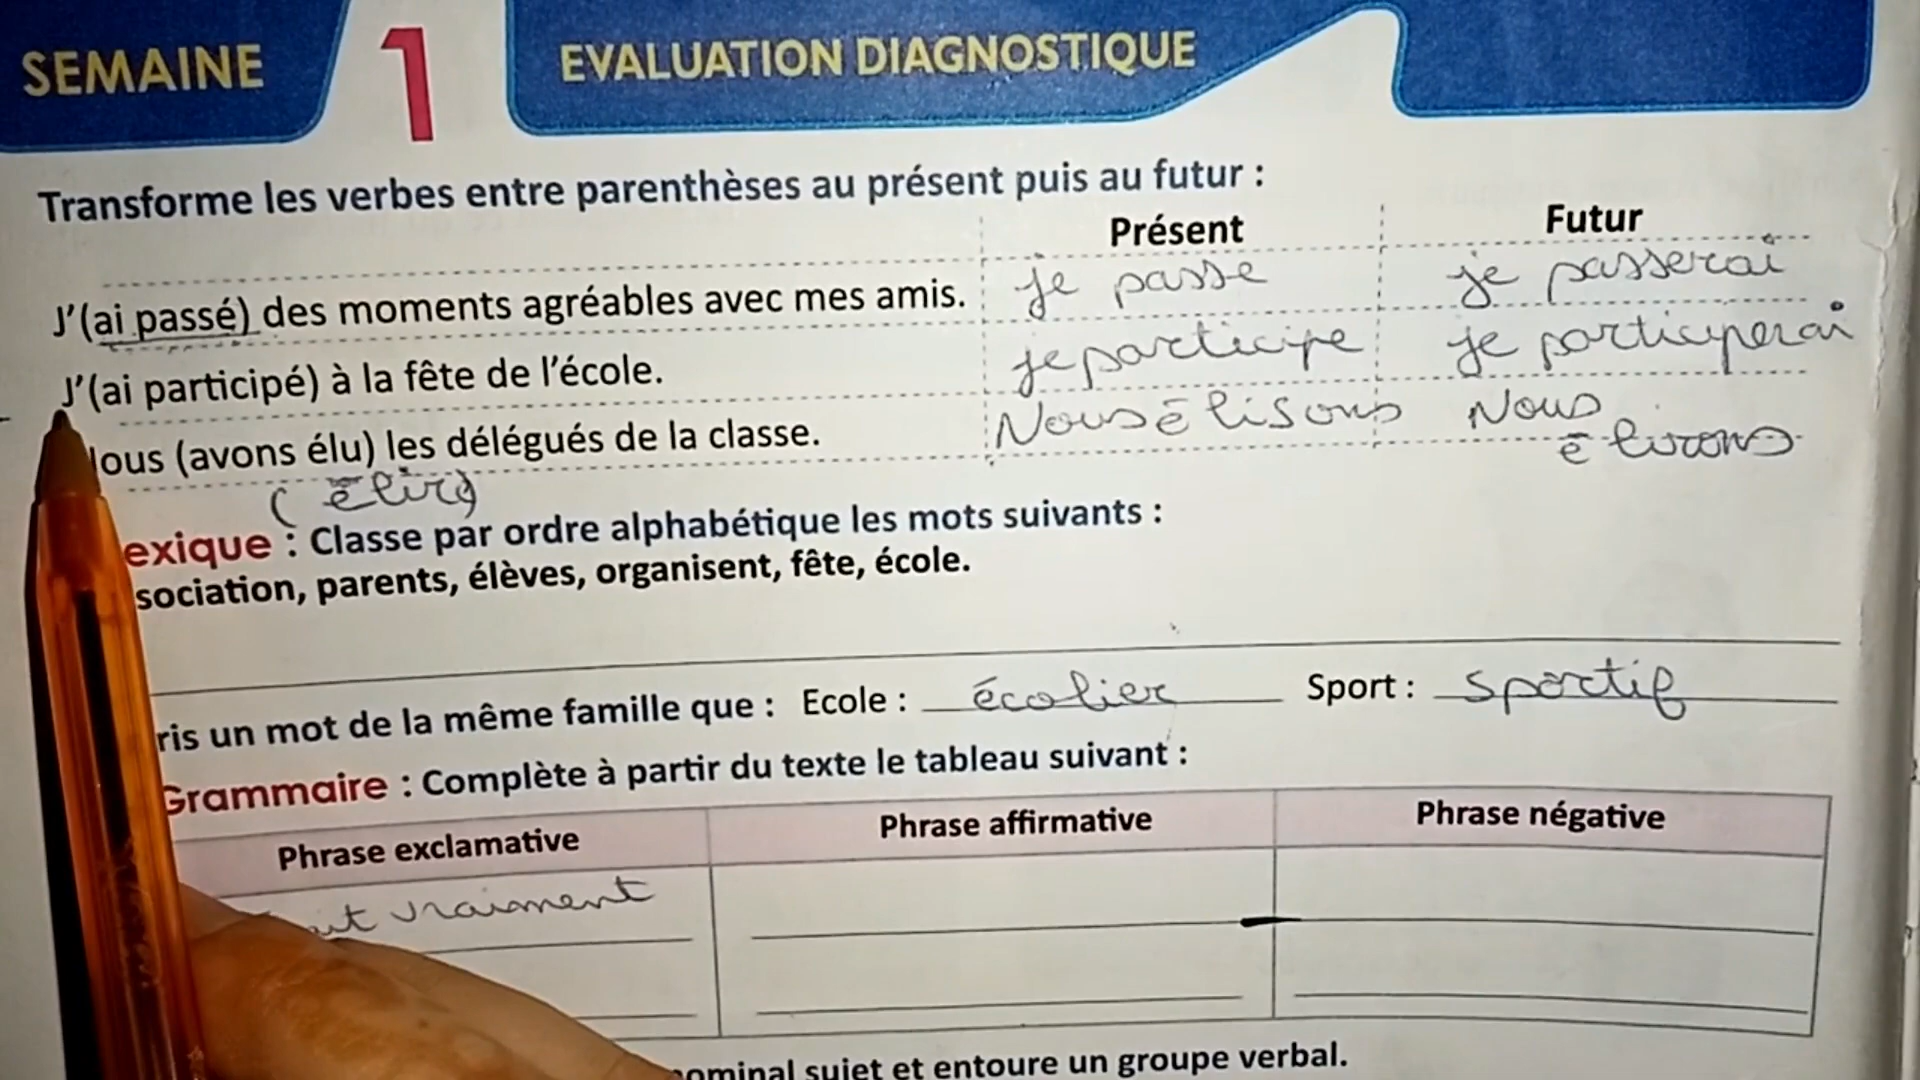 SEMAINE 1 EVALUATION DIAGNOSTIQUE
Transforme les verbes entre parenthèses au présent puis au futur :
Présent Futur
J'(ai passé) des moments agréables avec mes amis. je passe je passerai
J'(ai participé) à la fête de l'école. je participe je participerai
Nous (avons élu) les délégués de la classe. Nous élisons Nous
élirons
(élire)
exique : Classe par ordre alphabétique les mots suivants :
sociation, parents, élèves, organisent, fête, école.
ris un mot de la même famille que : Ecole : écolier Sport : sportif
Grammaire : Complète à partir du texte le tableau suivant :
Phrase exclamative Phrase affirmative Phrase négative
vraiment
nominal sujet et entoure un groupe verbal.